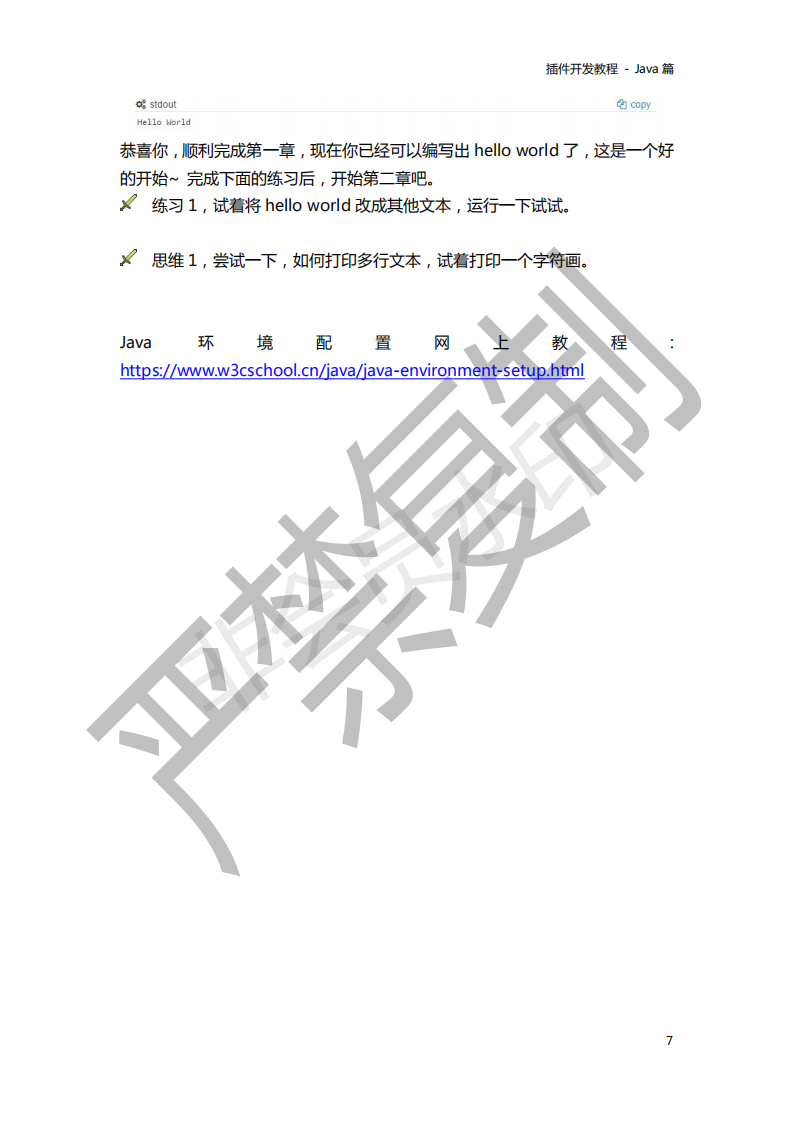 插件开发教程 - Java 篇
stdout
copy
Hello World
恭喜你，顺利完成第一章，现在你已经可以编写出 hello world 了，这是一个好
的开始~ 完成下面的练习后，开始第二章吧。
练习 1，试着将 hello world 改成其他文本，运行一下试试。
思维 1，尝试一下，如何打印多行文本，试着打印一个字符画。
Java 环 境 配 置 网 上 教 程 :
https://www.w3cschool.cn/java/java-environment-setup.html
严禁复制
非会员水印
7